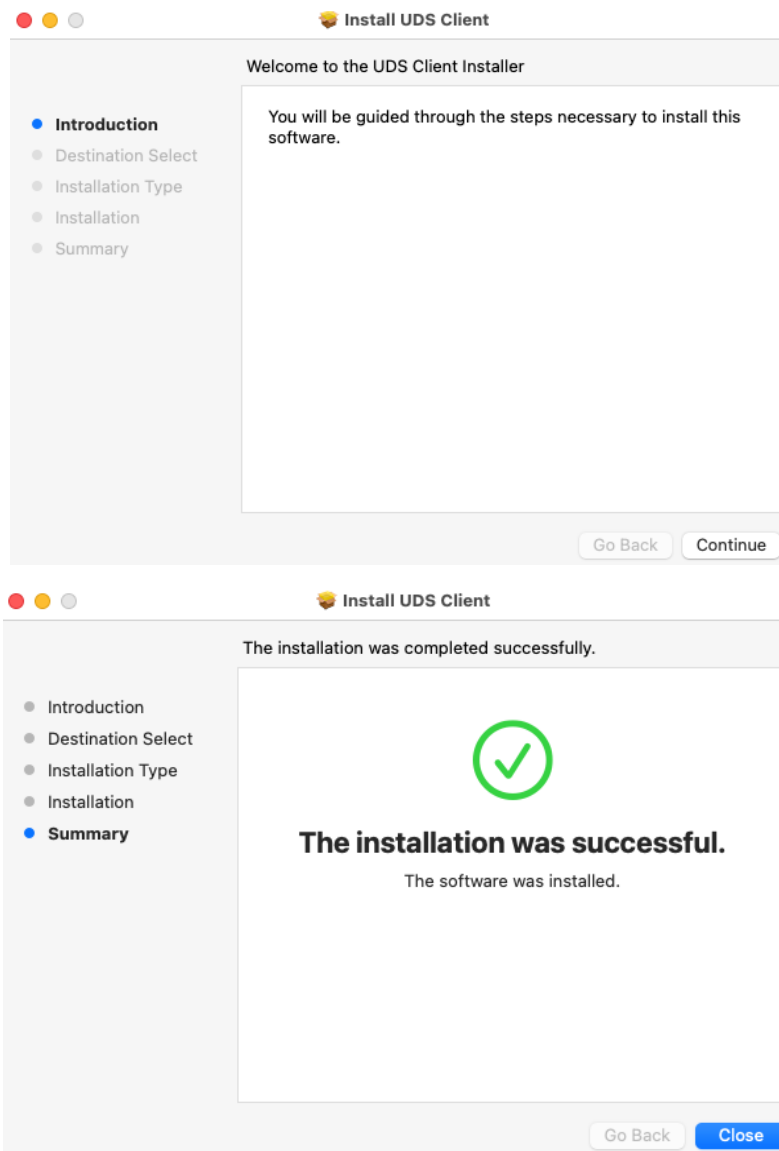 Install UDS Client
Welcome to the UDS Client Installer
Introduction
Destination Select
Installation Type
Installation
Summary
You will be guided through the steps necessary to install this
software.
Go Back
Continue
Install UDS Client
The installation was completed successfully.
Introduction
Destination Select
Installation Type
Installation
Summary
The installation was successful.
The software was installed.
Go Back
Close